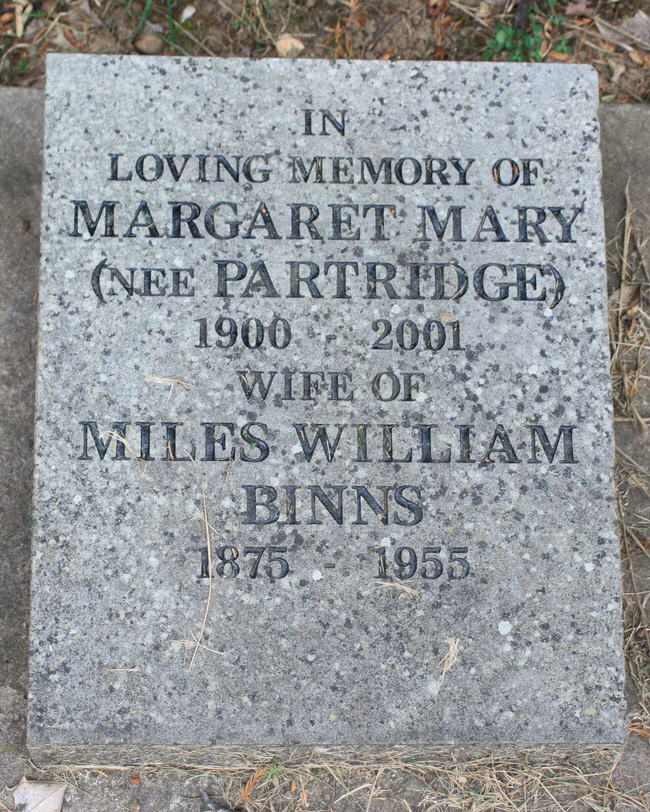 IN
LOVING MEMORY OF
MARGARET MARY
(NEE PARTRIDGE)
1900 2001
WIFE OF
MILES WILLIAM
BINNS
1875 - 1955